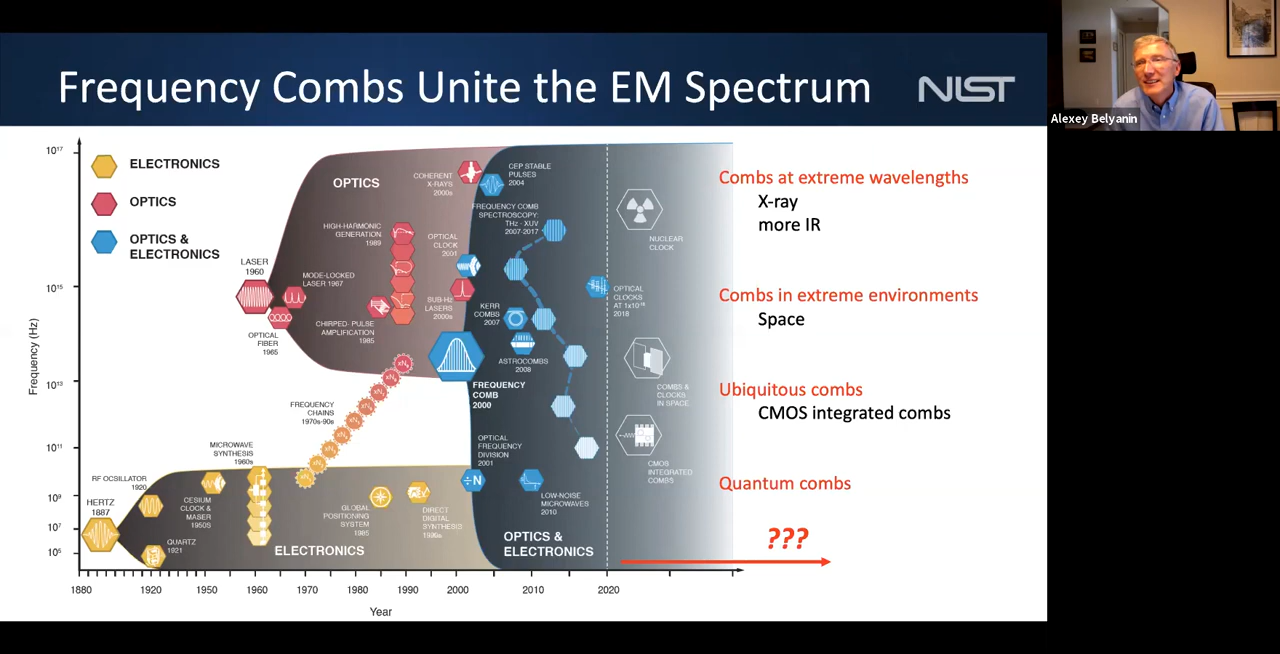 Frequency Combs Unite the EM Spectrum
NIST
Alexey Belyanin
ELECTRONICS
OPTICS
OPTICS &
ELECTRONICS
Frequency (Hz)
10¹⁷
10¹⁵
10¹³
10¹¹
10⁹
10⁷
10⁵
OPTICS
COHERENT
X-RAYS
2000s
CEP STABLE
PULSES
2004
HIGH-HARMONIC
GENERATION
1989
OPTICAL
CLOCK
2001
FREQUENCY COMB
SPECTROSCOPY:
THz - XUV
2007-2017
NUCLEAR
CLOCK
LASER
1960
MODE-LOCKED
LASER 1967
OPTICAL
FIBER
1965
CHIRPED- PULSE
AMPLIFICATION
1985
SUB-Hz
LASERS
2000s
KERR
COMBS
2007
OPTICAL
CLOCKS
AT 1x10⁻¹⁸
2018
ASTROCOMBS
2008
FREQUENCY
COMB
2000
COMBS &
CLOCKS
IN SPACE
FREQUENCY
CHAINS
1970s-90s
xN₁
xN₂
MICROWAVE
SYNTHESIS
1960s
OPTICAL
FREQUENCY
DIVISION
2001
÷N
CMOS
INTEGRATED
COMBS
RF OCSILLATOR
1920
HERTZ
1887
CESIUM
CLOCK &
MASER
1950S
QUARTZ
1921
GLOBAL
POSITIONING
SYSTEM
1985
DIRECT
DIGITAL
SYNTHESIS
1990s
LOW-NOISE
MICROWAVES
2010
ELECTRONICS
OPTICS &
ELECTRONICS
1880
1920
1950
1960
1970
1980
1990
2000
2010
2020
Year
Combs at extreme wavelengths
X-ray
more IR
Combs in extreme environments
Space
Ubiquitous combs
CMOS integrated combs
Quantum combs
???